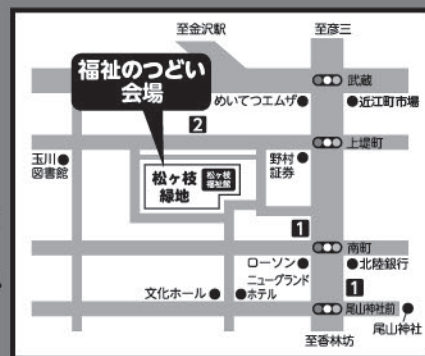 至金沢駅
至彦三
福祉のつどい
会場
武蔵
めいてつエムザ
近江町市場
2
上堤町
玉川
図書館
松ヶ枝
緑地
松ヶ枝
福祉館
野村
証券
1
南町
ローソン
北陸銀行
ニューグランド
ホテル
1
文化ホール
尾山神社前
尾山神社
至香林坊